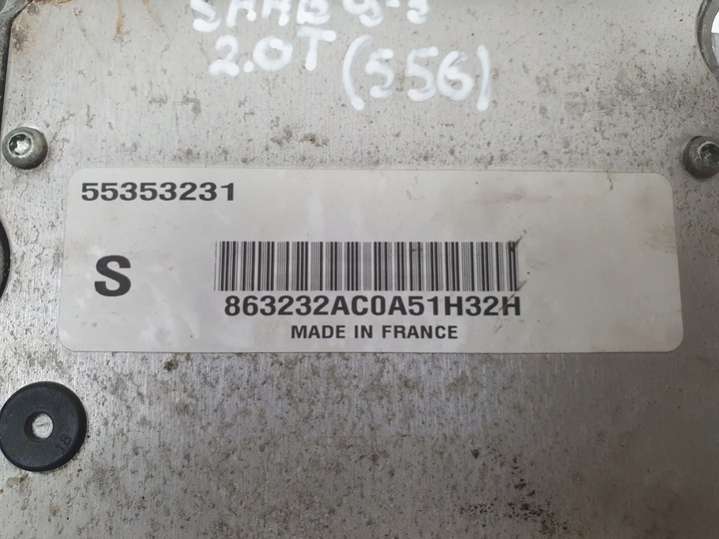 SAAB 9-3
2.0T (556)
55353231
S
863232AC0A51H32H
MADE IN FRANCE